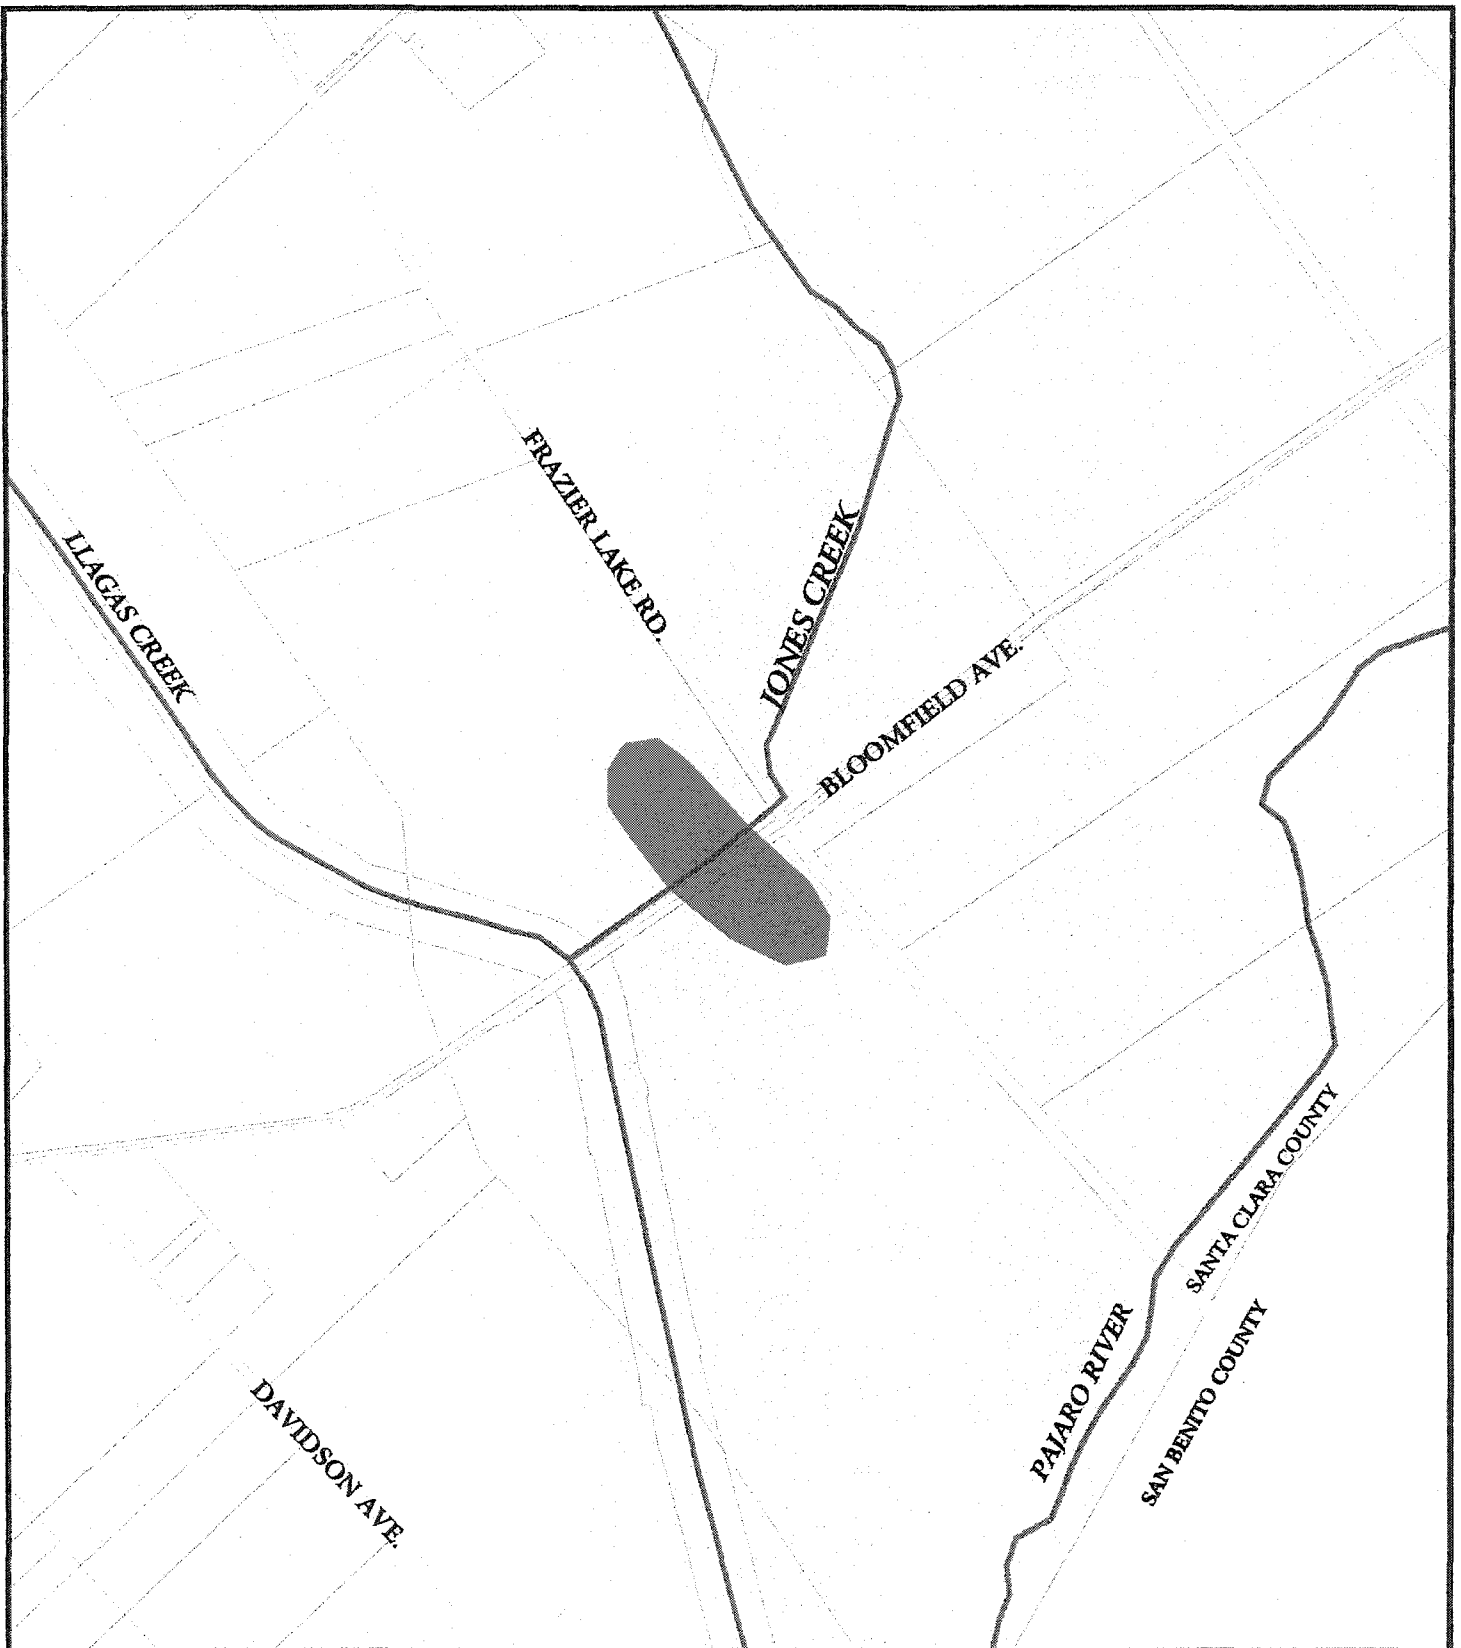 FRAZIER LAKE RD.
JONES CREEK
LLAGAS CREEK
BLOOMFIELD AVE.
SANTA CLARA COUNTY
PAJARO RIVER
SAN BENITO COUNTY
DAVIDSON AVE.